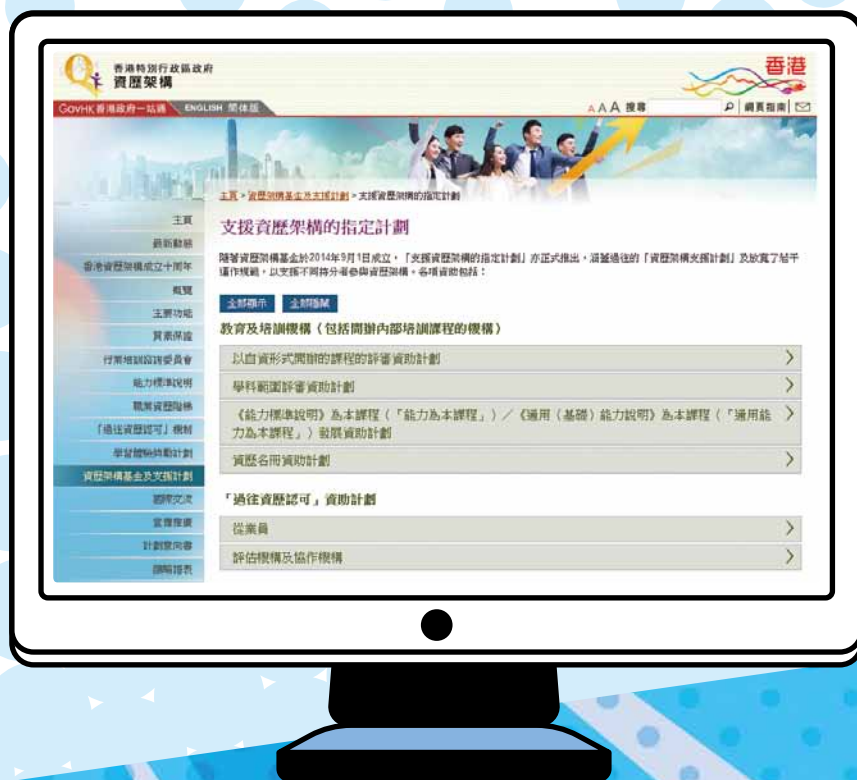 香港特別行政區政府
資歷架構
香港
GovHK香港政府一站通 ENGLISH 簡体版
A A A 搜尋 網頁指南
主頁 > 資歷架構基金及支援計劃 > 支援資歷架構的指定計劃
主頁
最新動態
香港資歷架構成立十周年
概覽
主要功能
質素保證
行業培訓諮詢委員會
能力標準說明
職業資歷階梯
「過往資歷認可」機制
學習體驗獎勵計劃
資歷架構基金及支援計劃
國際交流
宣傳推廣
計劃意向書
支援資歷架構的指定計劃
隨著資歷架構基金於2014年9月1日成立，「支援資歷架構的指定計劃」亦正式推出，涵蓋過往的「資歷架構支援計劃」及放寬了若干
運作規範，以支援不同持分者參與資歷架構。各項資助包括：
全部顯示 全部隱藏
教育及培訓機構（包括開辦內部培訓課程的機構）
以自資形式開辦的課程的評審資助計劃
學科範圍評審資助計劃
《能力標準說明》為本課程（「能力為本課程」）／《通用（基礎）能力說明》為本課程（「通用能
力為本課程」）發展資助計劃
資歷名冊資助計劃
「過往資歷認可」資助計劃
從業員
評估機構及協作機構